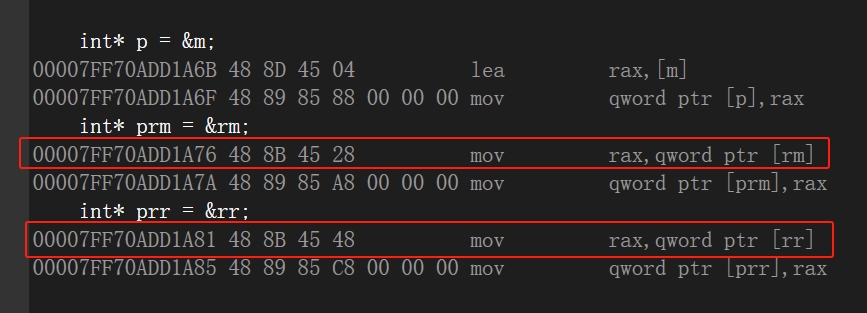 int* p = &m;
00007FF70ADD1A6B 48 8D 45 04 lea rax,[m]
00007FF70ADD1A6F 48 89 85 88 00 00 00 mov qword ptr [p],rax
int* prm = &rm;
00007FF70ADD1A76 48 8B 45 28 mov rax,qword ptr [rm]
00007FF70ADD1A7A 48 89 85 A8 00 00 00 mov qword ptr [prm],rax
int* prr = &rr;
00007FF70ADD1A81 48 8B 45 48 mov rax,qword ptr [rr]
00007FF70ADD1A85 48 89 85 C8 00 00 00 mov qword ptr [prr],rax